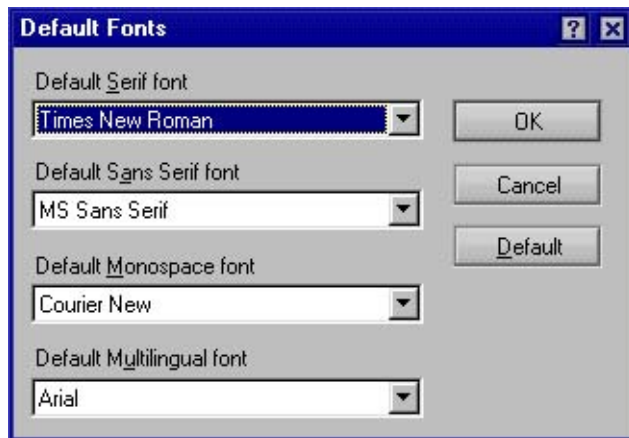 Default Fonts
Default Serif font
Times New Roman
OK
Default Sans Serif font
MS Sans Serif
Cancel
Default
Default Monospace font
Courier New
Default Multilingual font
Arial